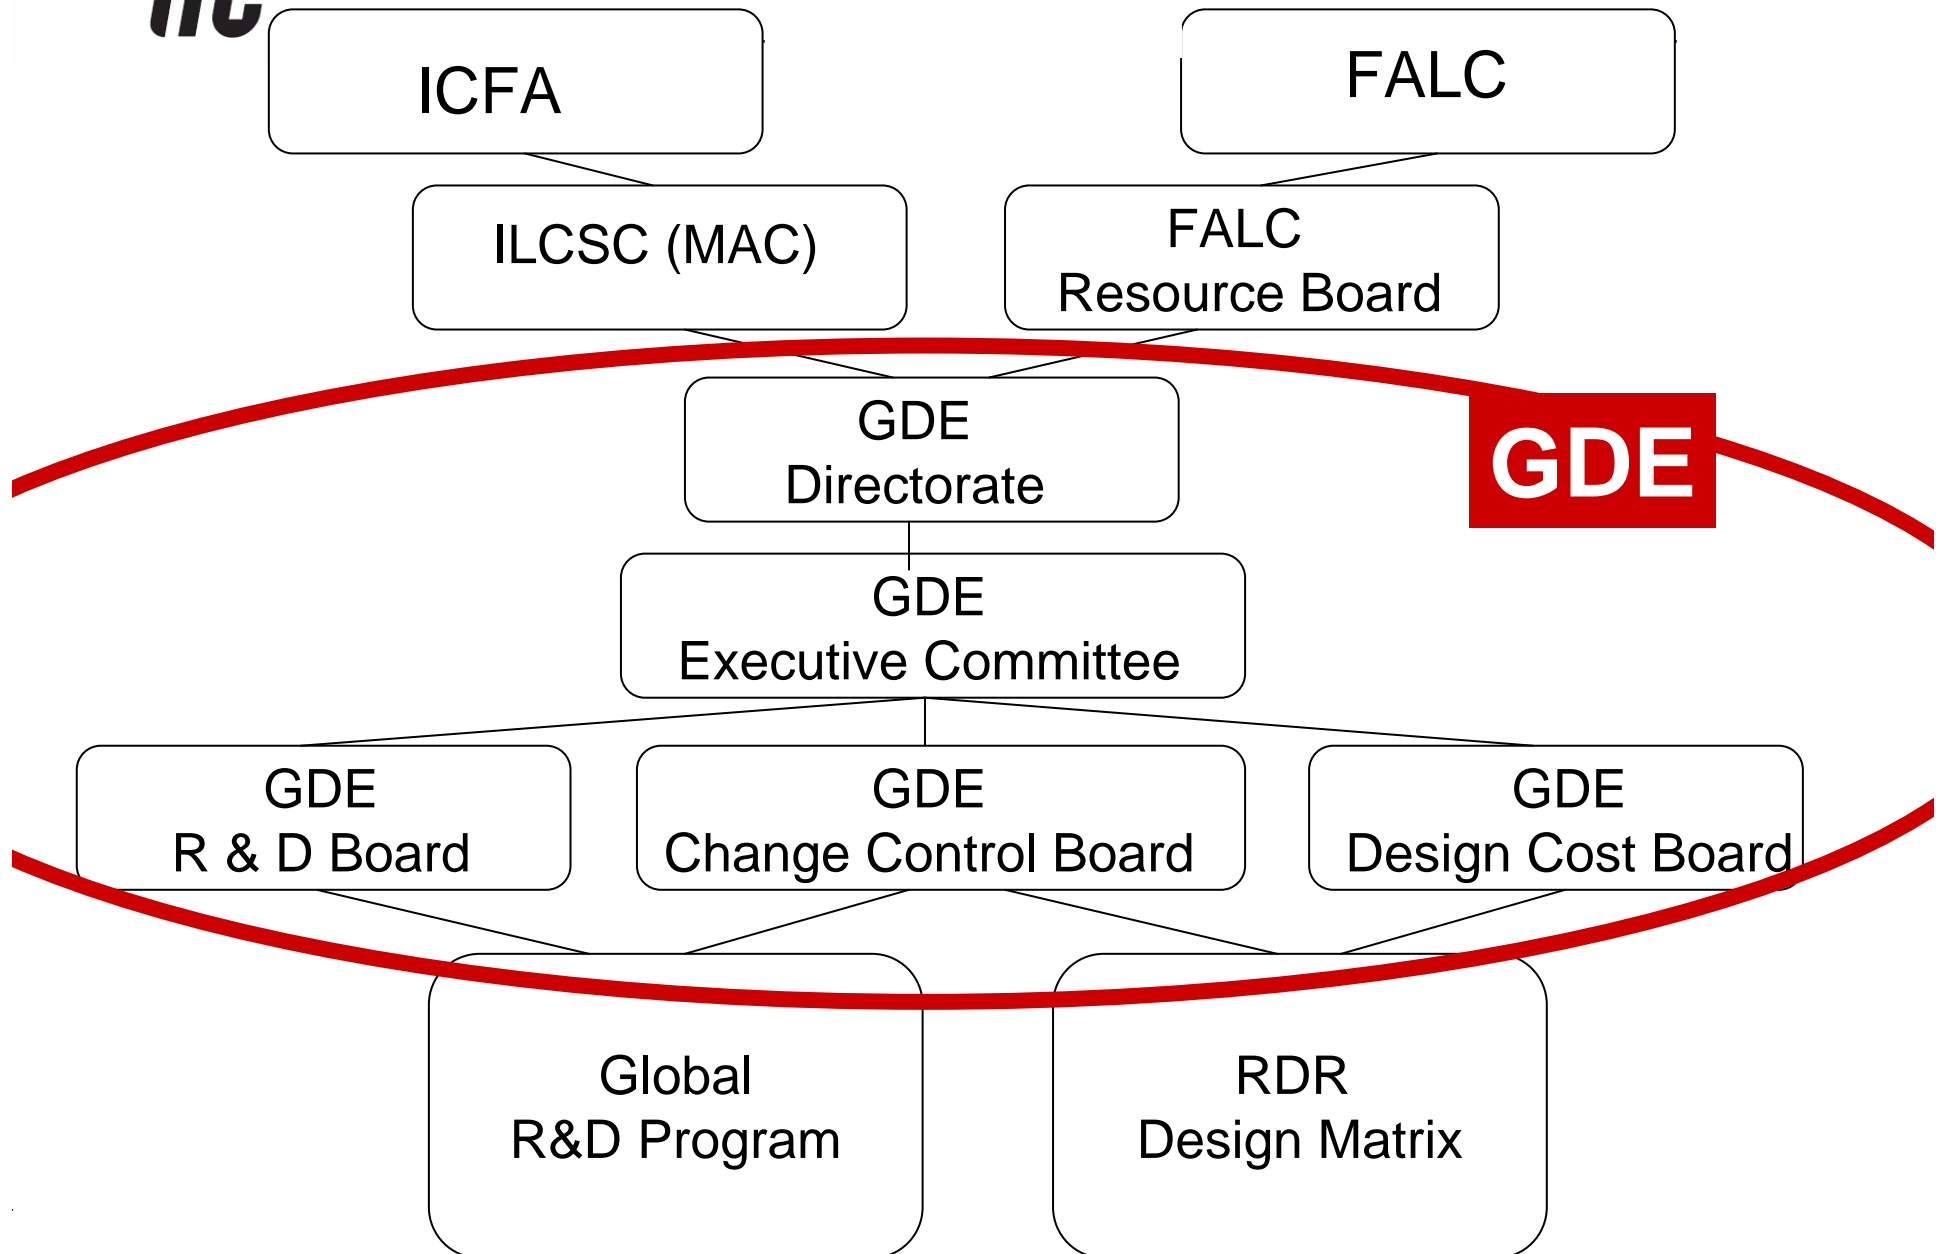 ICFA
FALC
ILCSC (MAC)
FALC
Resource Board
GDE
Directorate
GDE
GDE
Executive Committee
GDE
R & D Board
GDE
Change Control Board
GDE
Design Cost Board
Global
R&D Program
RDR
Design Matrix